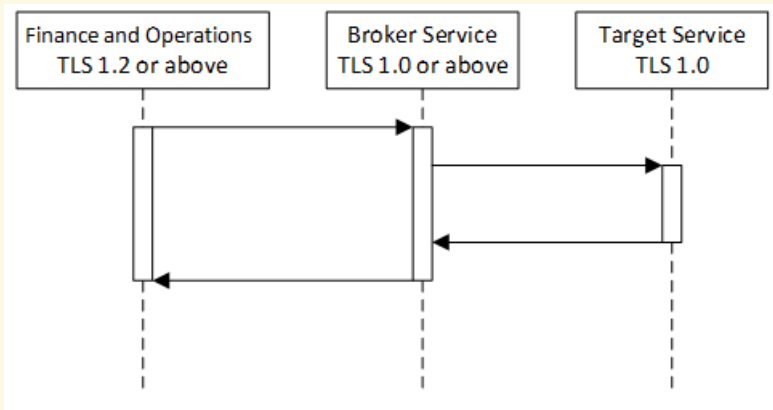 Finance and Operations
TLS 1.2 or above
Broker Service
TLS 1.0 or above
Target Service
TLS 1.0